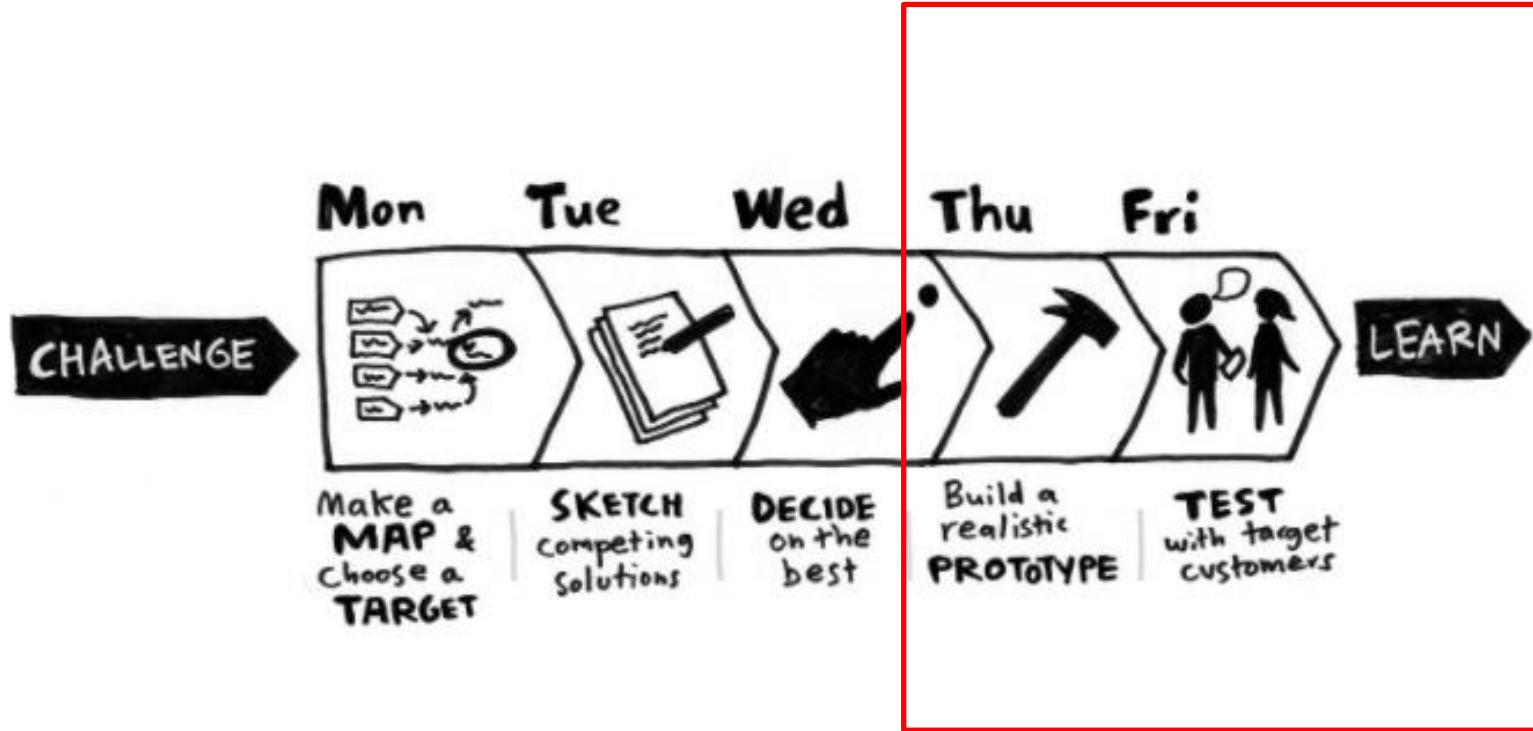 Mon Tue Wed Thu Fri
CHALLENGE
LEARN
Make a
MAP &
choose a
TARGET
SKETCH
competing
solutions
DECIDE
on the
best
Build a
realistic
PROTOTYPE
TEST
with target
customers